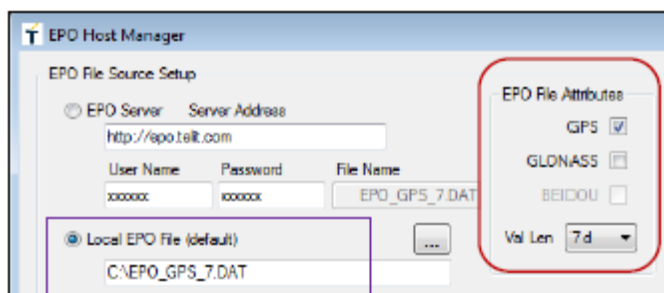 EPO Host Manager
EPO File Source Setup
EPO Server Server Address
http://epo.telit.com
User Name Password File Name
xxxxxx xxxxxx EPO_GPS_7.DAT
Local EPO File (default) ...
C:\EPO_GPS_7.DAT
EPO File Attributes
GPS
GLONASS
BEIDOU
Val Len 7d